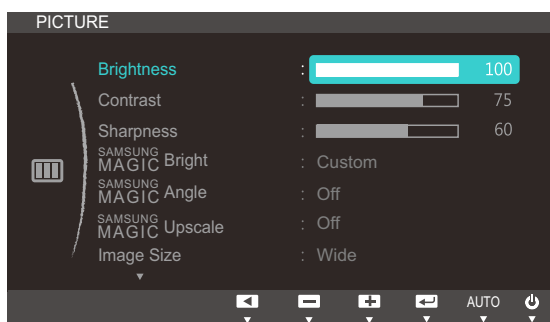 PICTURE
Brightness : 100
Contrast : 75
Sharpness : 60
SAMSUNG MAGIC Bright : Custom
SAMSUNG MAGIC Angle : Off
SAMSUNG MAGIC Upscale : Off
Image Size : Wide
AUTO